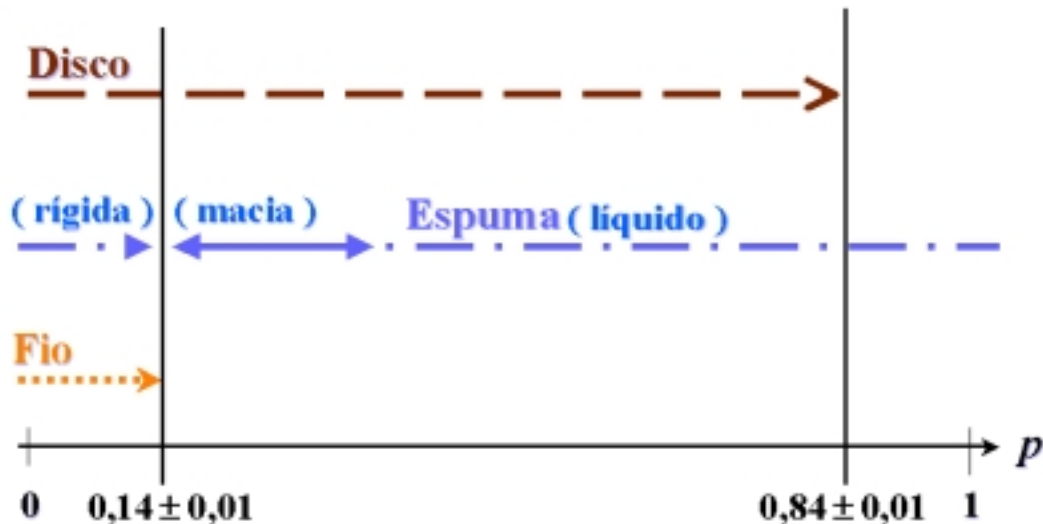 Disco
( rígida ) ( macia ) Espuma ( líquido )
Fio
p
0 0,14 ± 0,01 0,84 ± 0,01 1